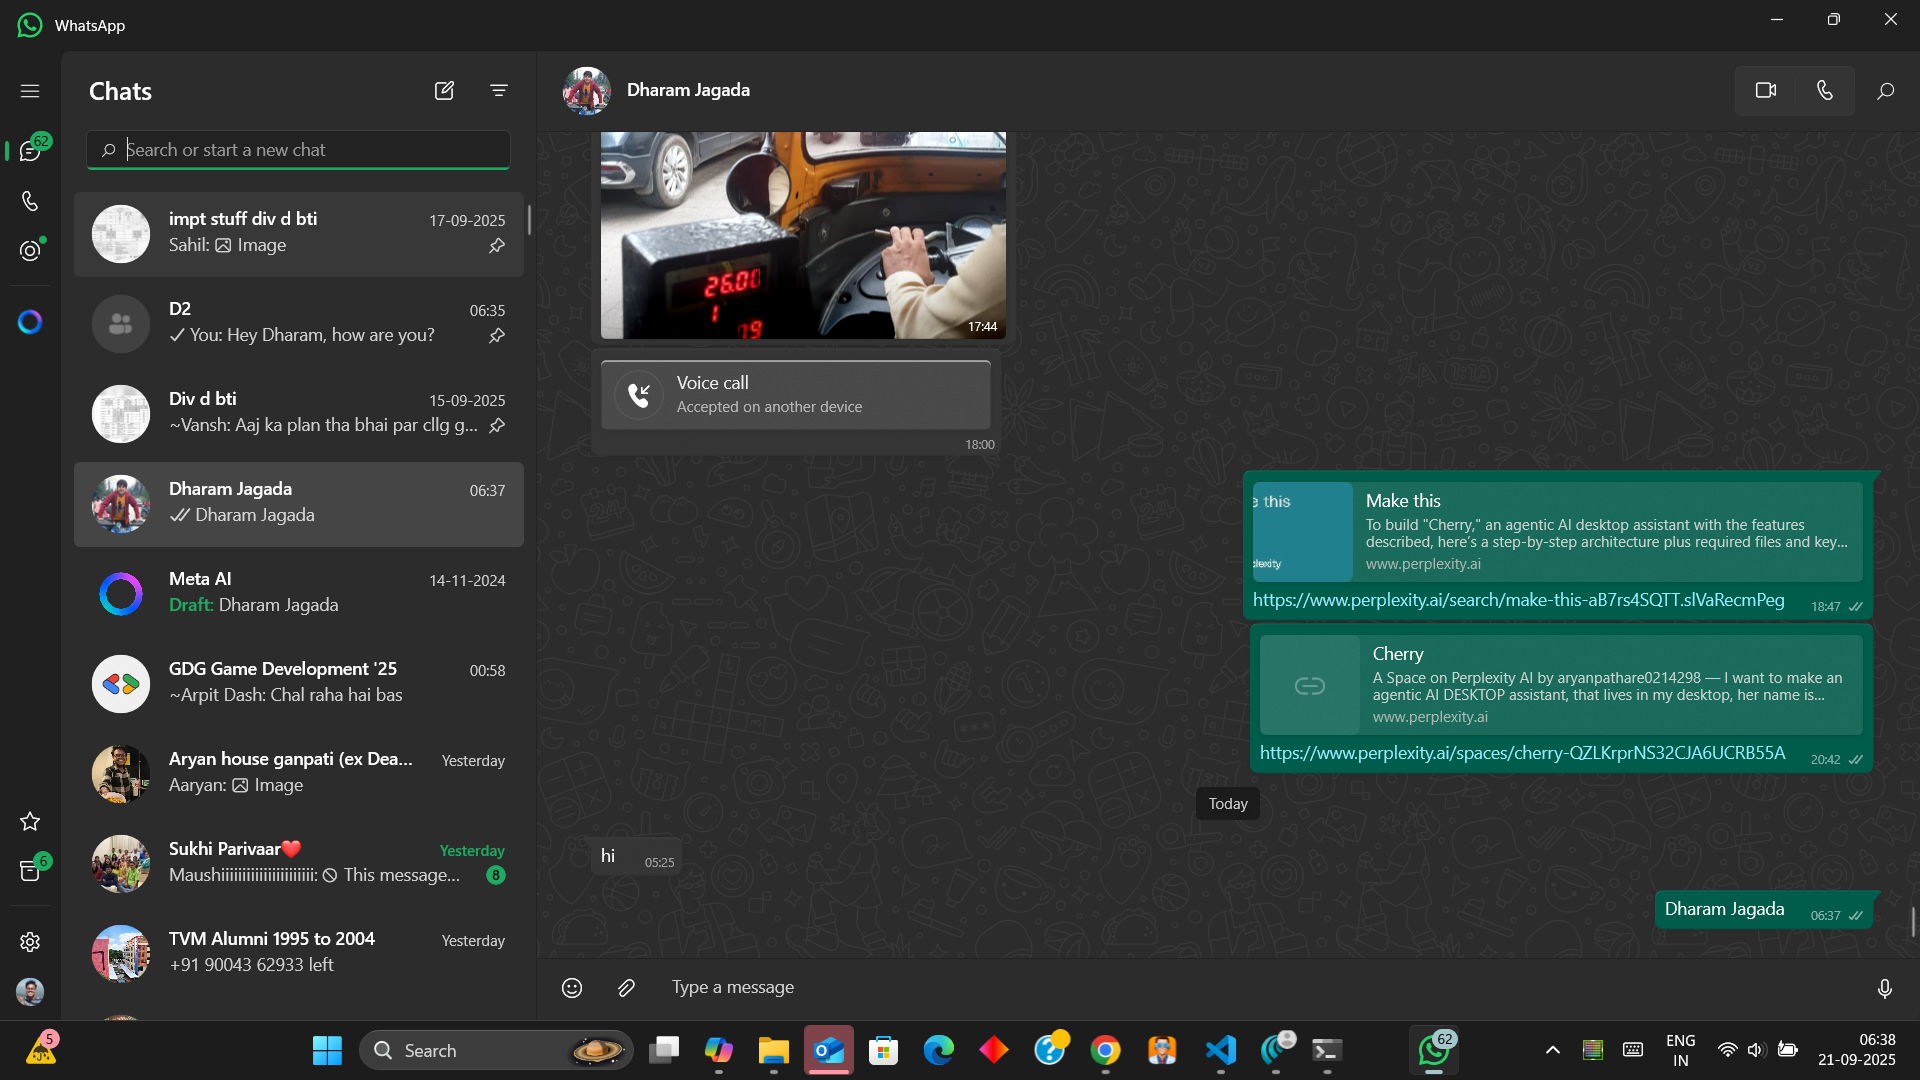 WhatsApp
Chats
62
Search or start a new chat
impt stuff div d bti
17-09-2025
Sahil: Image
D2
06:35
You: Hey Dharam, how are you?
Div d bti
15-09-2025
~Vansh: Aaj ka plan tha bhai par cllg g...
Dharam Jagada
06:37
Dharam Jagada
Meta AI
14-11-2024
Draft: Dharam Jagada
GDG Game Development '25
00:58
~Arpit Dash: Chal raha hai bas
Aryan house ganpati (ex Dea...
Yesterday
Aaryan: Image
Sukhi Parivaar❤️
Yesterday
Maushiiiiiiiiiiiiiiiiiiiiii: This message...
8
TVM Alumni 1995 to 2004
Yesterday
+91 90043 62933 left
6
Dharam Jagada
26.00
1
19
17:44
Voice call
Accepted on another device
18:00
e this
Make this
To build "Cherry," an agentic AI desktop assistant with the features
described, here's a step-by-step architecture plus required files and key...
plexity
www.perplexity.ai
https://www.perplexity.ai/search/make-this-aB7rs4SQTT.slVaRecmPeg
18:47
Cherry
A Space on Perplexity AI by aryanpathare0214298 — I want to make an
agentic AI DESKTOP assistant, that lives in my desktop, her name is...
www.perplexity.ai
https://www.perplexity.ai/spaces/cherry-QZLKrprNS32CJA6UCRB55A
20:42
Today
hi
05:25
Dharam Jagada
06:37
Type a message
5
Search
62
ENG
IN
06:38
21-09-2025